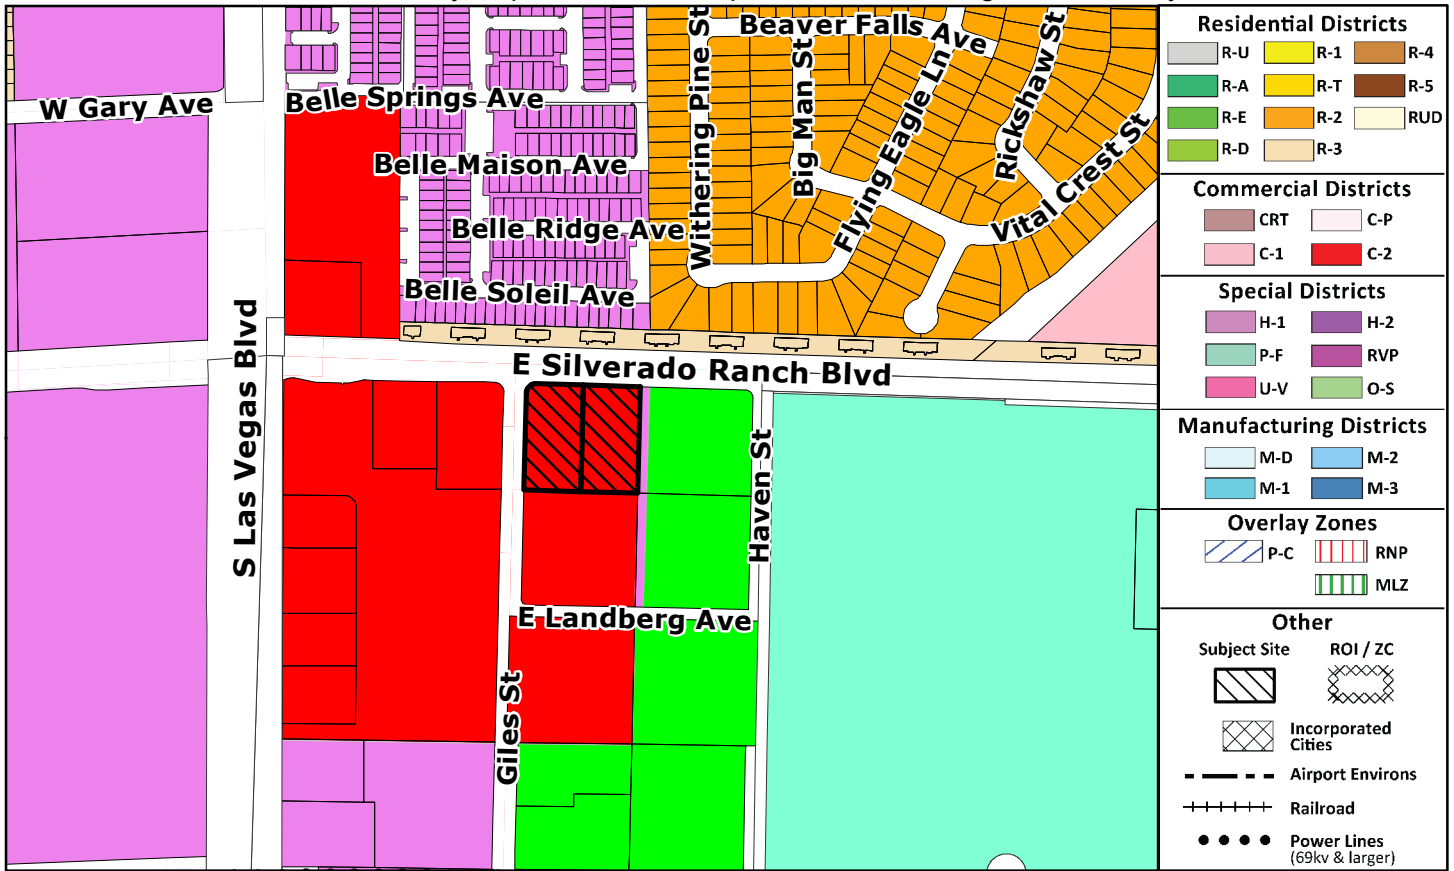 Beaver Falls Ave
W Gary Ave
Belle Springs Ave
Withering Pine St
Big Man St
Flying Eagle Ln
Rickshaw St
Vital Crest St
Belle Maison Ave
Belle Ridge Ave
Belle Soleil Ave
S Las Vegas Blvd
E Silverado Ranch Blvd
Haven St
E Landberg Ave
Giles St
Residential Districts
R-U R-1 R-4
R-A R-T R-5
R-E R-2 RUD
R-D R-3
Commercial Districts
CRT C-P
C-1 C-2
Special Districts
H-1 H-2
P-F RVP
U-V O-S
Manufacturing Districts
M-D M-2
M-1 M-3
Overlay Zones
P-C RNP
MLZ
Other
Subject Site ROI / ZC
Incorporated
Cities
Airport Environs
Railroad
Power Lines
(69kv & larger)